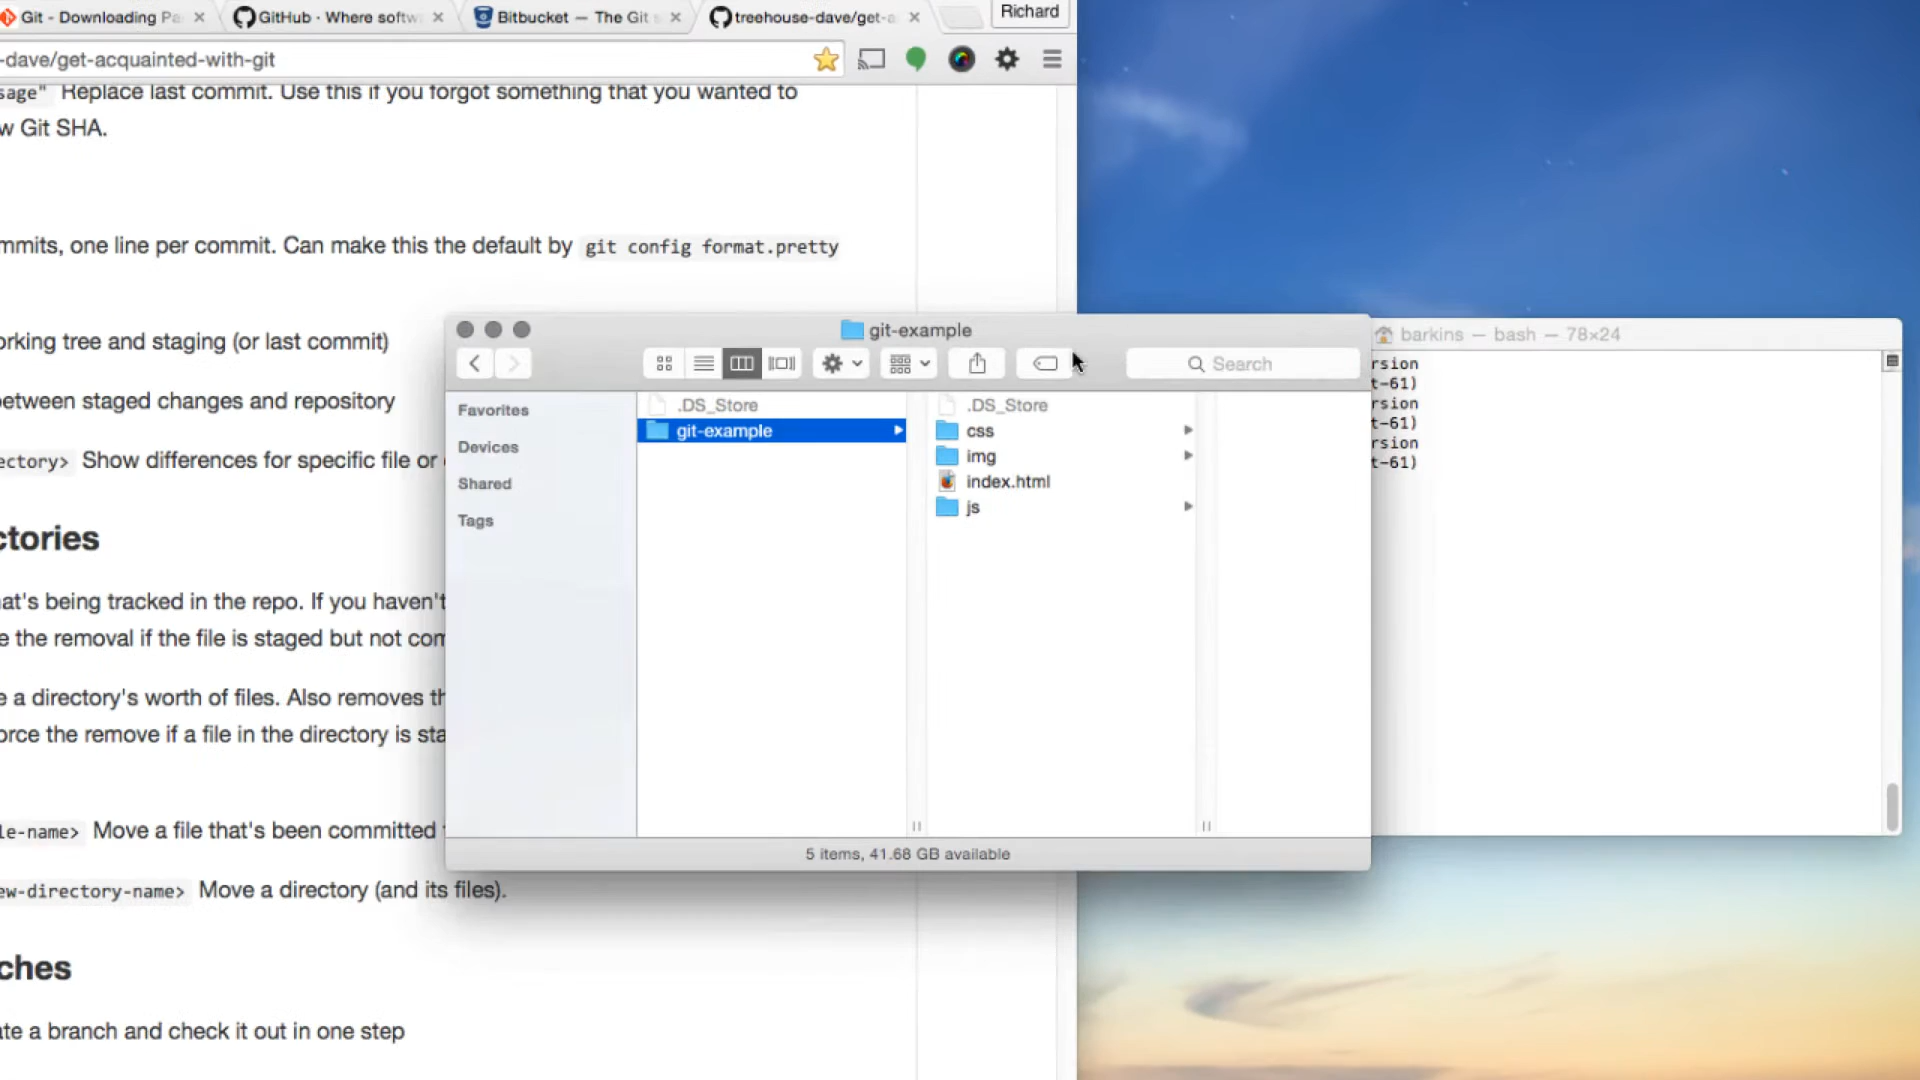 Git - Downloading Pa
GitHub · Where softw
Bitbucket — The Git s
treehouse-dave/get-a
Richard
-dave/get-acquainted-with-git
sage" Replace last commit. Use this if you forgot something that you wanted to
w Git SHA.
mmits, one line per commit. Can make this the default by git config format.pretty
orking tree and staging (or last commit)
between staged changes and repository
ectory> Show differences for specific file or
ctories
nat's being tracked in the repo. If you haven't
e the removal if the file is staged but not com
e a directory's worth of files. Also removes th
orce the remove if a file in the directory is sta
le-name> Move a file that's been committed
ew-directory-name> Move a directory (and its files).
ches
ate a branch and check it out in one step
git-example
Search
Favorites
Devices
Shared
Tags
.DS_Store
git-example
.DS_Store
css
img
index.html
js
5 items, 41.68 GB available
barkins — bash — 78×24
rsion
t-61)
rsion
t-61)
rsion
t-61)